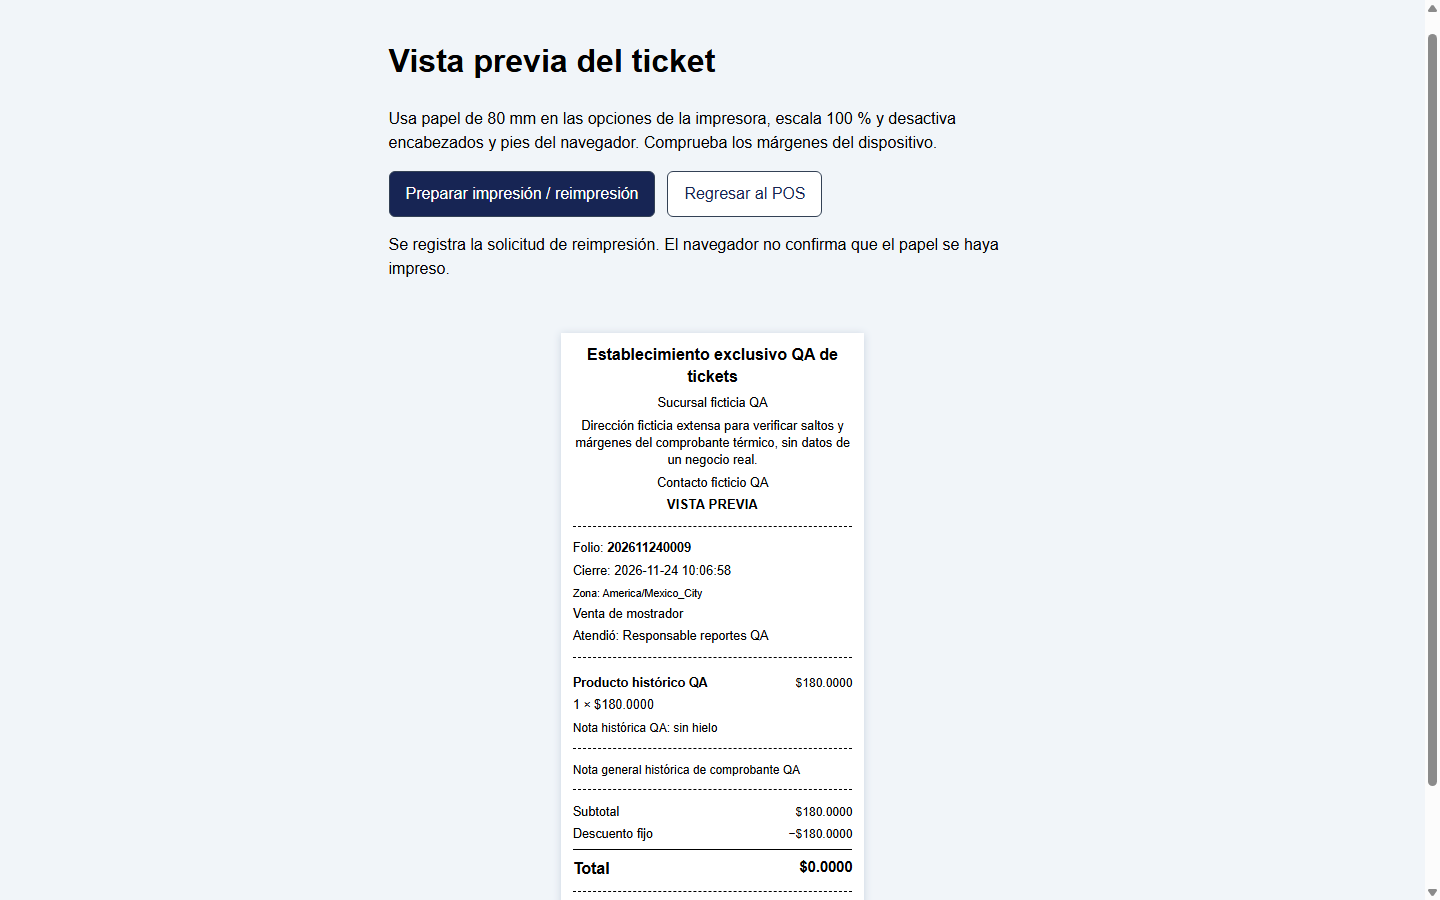 Vista previa del ticket
Usa papel de 80 mm en las opciones de la impresora, escala 100 % y desactiva
encabezados y pies del navegador. Comprueba los márgenes del dispositivo.
Preparar impresión / reimpresión
Regresar al POS
Se registra la solicitud de reimpresión. El navegador no confirma que el papel se haya
impreso.
Establecimiento exclusivo QA de
tickets
Sucursal ficticia QA
Dirección ficticia extensa para verificar saltos y
márgenes del comprobante térmico, sin datos de
un negocio real.
Contacto ficticio QA
VISTA PREVIA
Folio: 202611240009
Cierre: 2026-11-24 10:06:58
Zona: America/Mexico_City
Venta de mostrador
Atendió: Responsable reportes QA
Producto histórico QA $180.0000
1 × $180.0000
Nota histórica QA: sin hielo
Nota general histórica de comprobante QA
Subtotal $180.0000
Descuento fijo −$180.0000
Total $0.0000